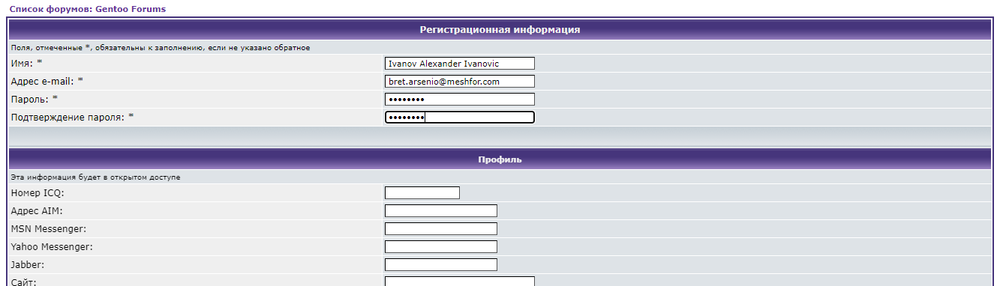 Список форумов: Gentoo Forums
Регистрационная информация
Поля, отмеченные *, обязательны к заполнению, если не указано обратное
Имя: * Ivanov Alexander Ivanovic
Адрес e-mail: * bret.arsenio@meshfor.com
Пароль: * ••••••••
Подтверждение пароля: * ••••••••
Профиль
Эта информация будет в открытом доступе
Номер ICQ:
Адрес AIM:
MSN Messenger:
Yahoo Messenger:
Jabber:
Сайт: